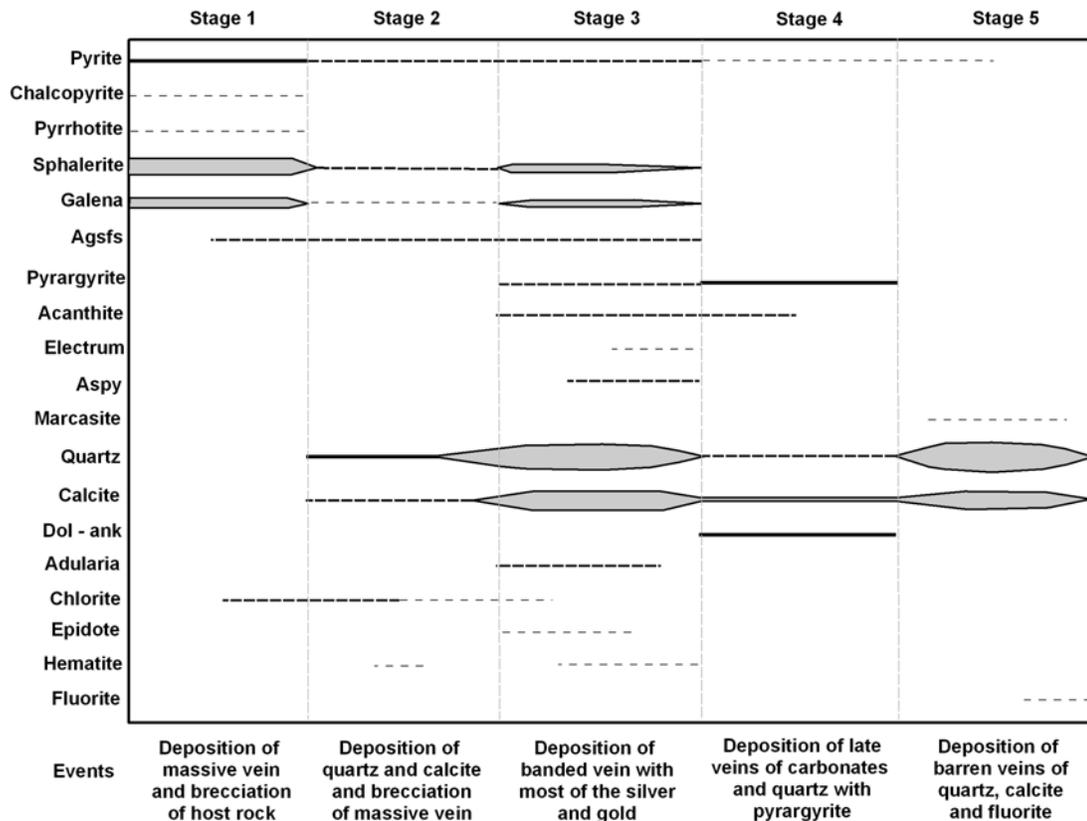 Stage 1 Stage 2 Stage 3 Stage 4 Stage 5
Pyrite
Chalcopyrite
Pyrrhotite
Sphalerite
Galena
Agsfs
Pyrargyrite
Acanthite
Electrum
Aspy
Marcasite
Quartz
Calcite
Dol - ank
Adularia
Chlorite
Epidote
Hematite
Fluorite
Events
Deposition of
massive vein
and brecciation
of host rock
Deposition of
quartz and calcite
and brecciation
of massive vein
Deposition of
banded vein with
most of the silver
and gold
Deposition of late
veins of carbonates
and quartz with
pyrargyrite
Deposition of
barren veins of
quartz, calcite
and fluorite